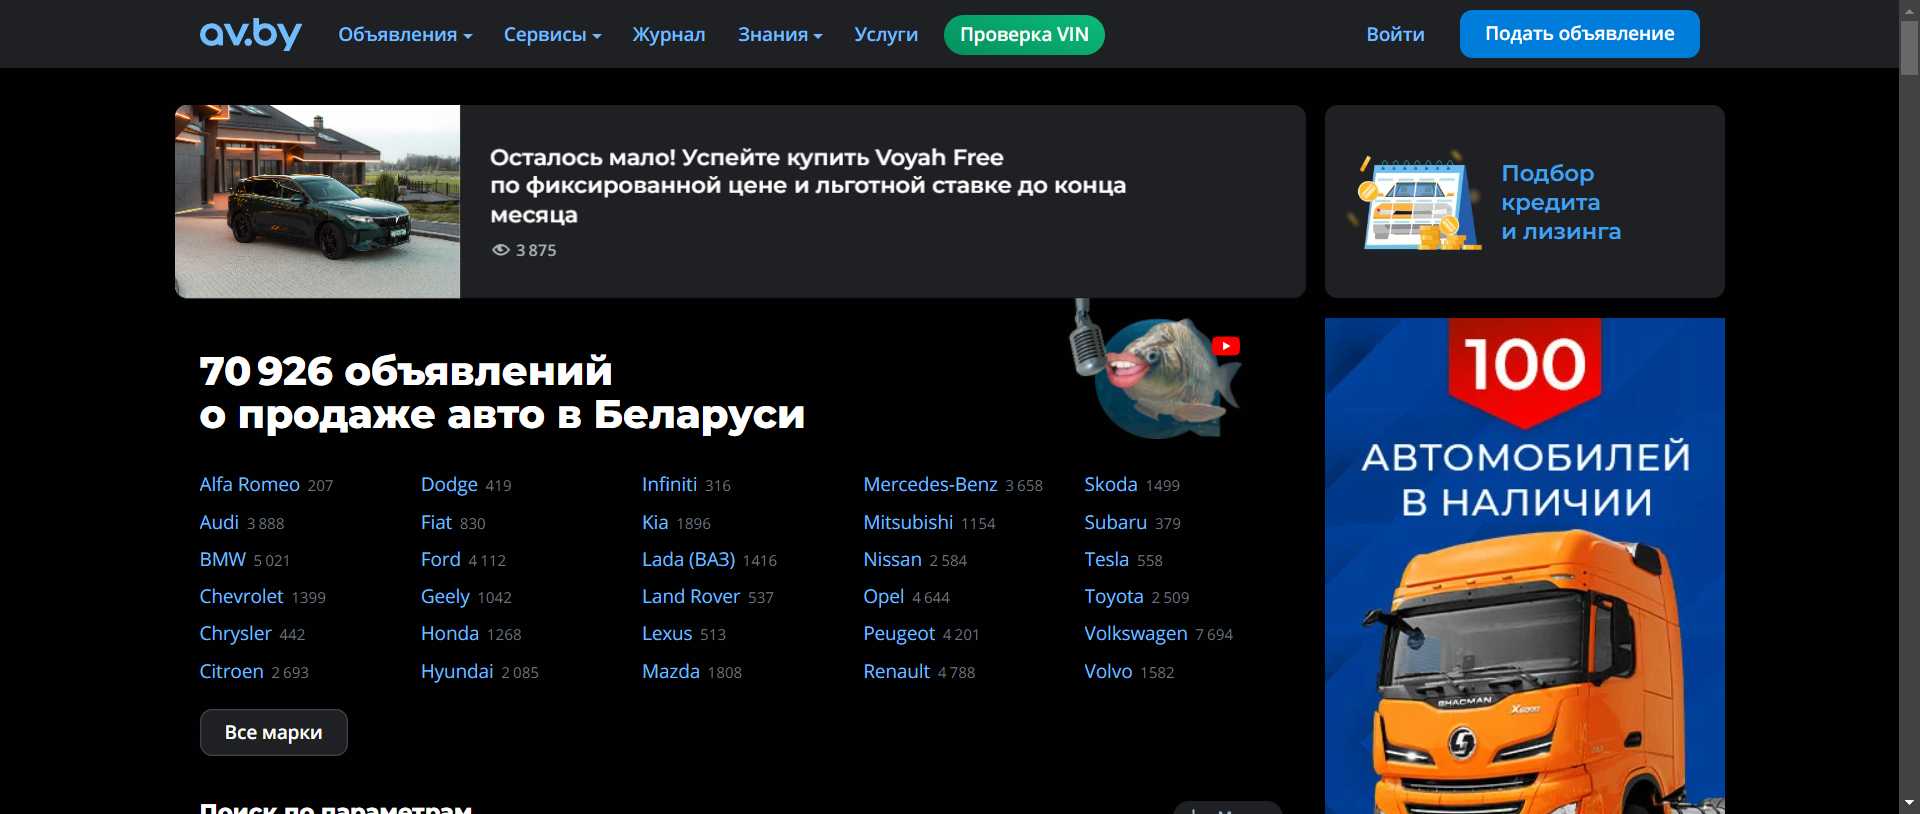 av.by
Объявления
Сервисы
Журнал
Знания
Услуги
Проверка VIN
Войти
Подать объявление
Осталось мало! Успейте купить Voyah Free
по фиксированной цене и льготной ставке до конца
месяца
3 875
Подбор
кредита
и лизинга
70 926 объявлений
о продаже авто в Беларуси
Alfa Romeo 207
Audi 3 888
BMW 5 021
Chevrolet 1399
Chrysler 442
Citroen 2 693
Dodge 419
Fiat 830
Ford 4 112
Geely 1042
Honda 1268
Hyundai 2 085
Infiniti 316
Kia 1896
Lada (ВАЗ) 1416
Land Rover 537
Lexus 513
Mazda 1808
Mercedes-Benz 3 658
Mitsubishi 1154
Nissan 2 584
Opel 4 644
Peugeot 4 201
Renault 4 788
Skoda 1499
Subaru 379
Tesla 558
Toyota 2 509
Volkswagen 7 694
Volvo 1582
Все марки
Поиск по параметрам
100
АВТОМОБИЛЕЙ
В НАЛИЧИИ
SHACMAN
X6000